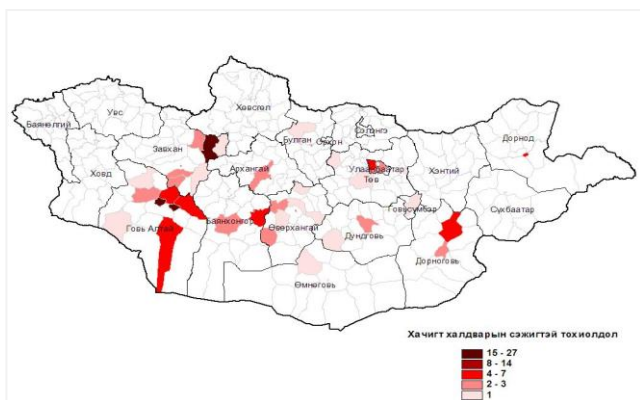 Увс
Хөвсгөл
Баянөлгий
Завхан
Булган
Орхон
Сэлэнгэ
Дорнод
Ховд
Архангай
Улаанбаатар
Төв
Хэнтий
Говь Алтай
Баянхонгор
Өвөрхангай
Говьсүмбэр
Сүхбаатар
Дундговь
Дорноговь
Өмнөговь
Хачигт халдварын сэжигтэй тохиолдол
15 - 27
8 - 14
4 - 7
2 - 3
1